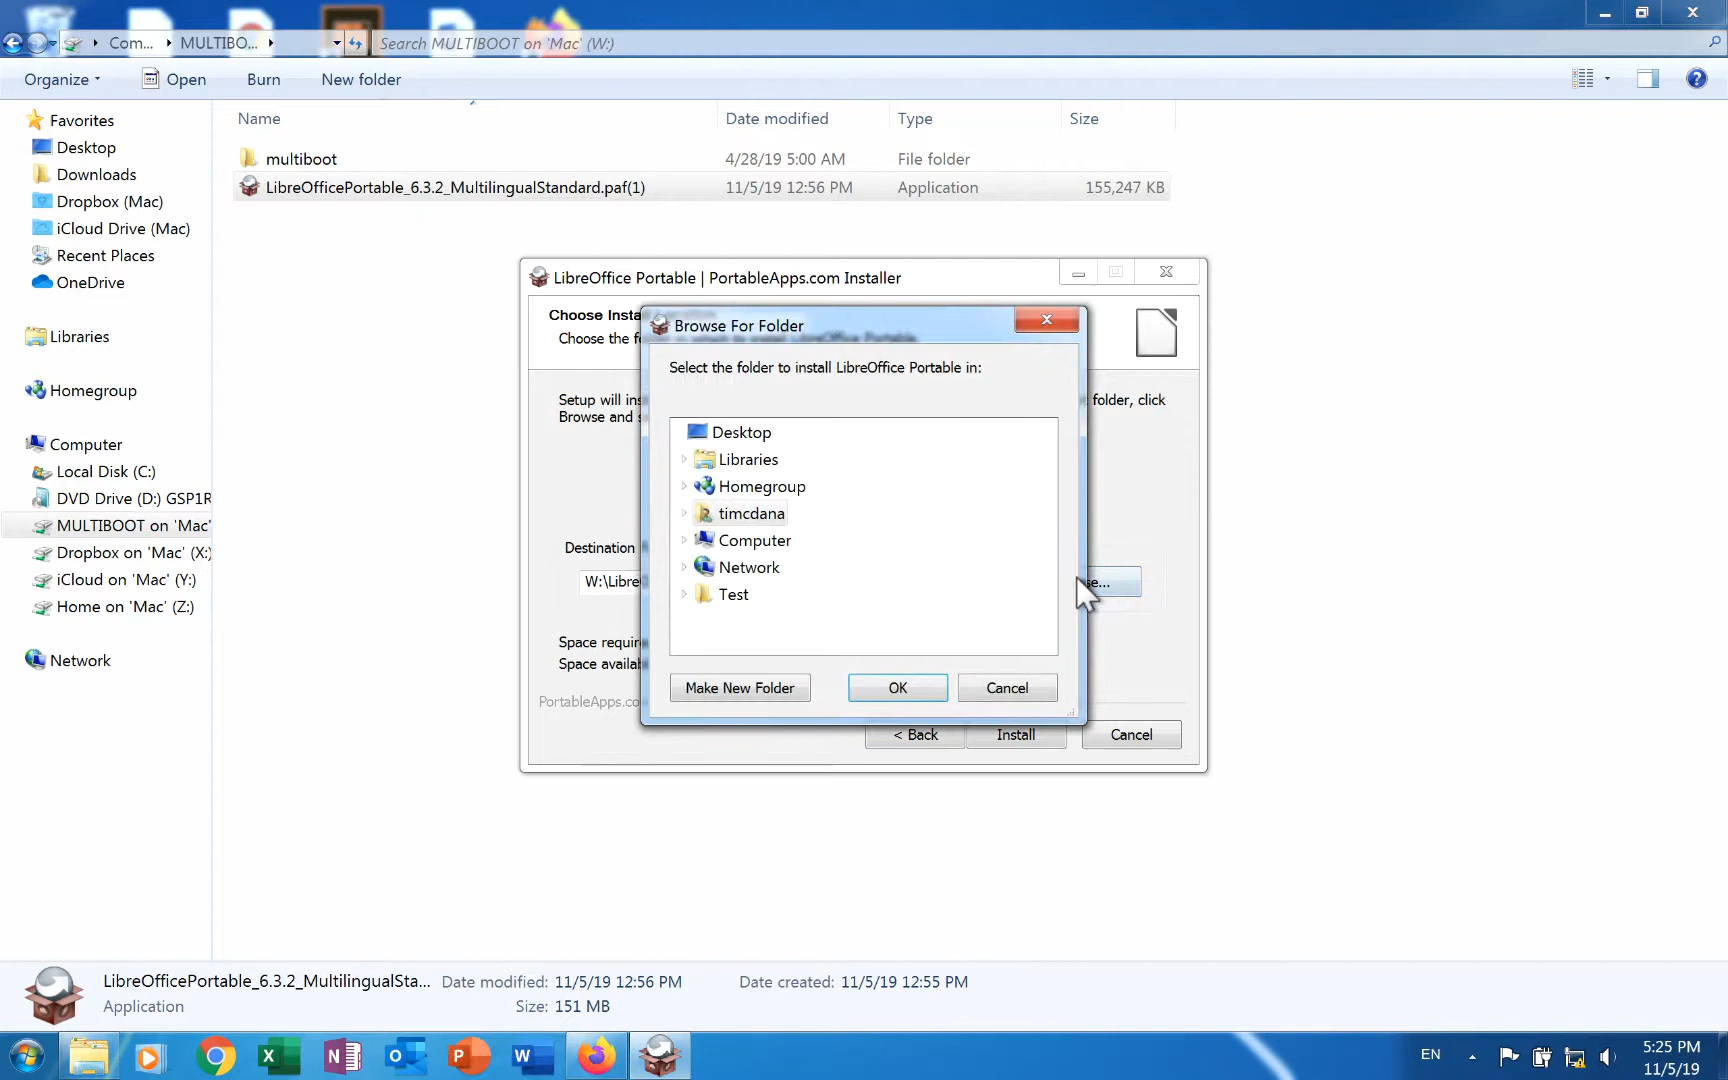 Com... MULTIBO... Search MULTIBOOT on 'Mac' (W:)
Organize Open Burn New folder
Favorites
Desktop
Downloads
Dropbox (Mac)
iCloud Drive (Mac)
Recent Places
OneDrive
Libraries
Homegroup
Computer
Local Disk (C:)
DVD Drive (D:) GSP1R
MULTIBOOT on 'Mac'
Dropbox on 'Mac' (X:)
iCloud on 'Mac' (Y:)
Home on 'Mac' (Z:)
Network
Name Date modified Type Size
multiboot 4/28/19 5:00 AM File folder
LibreOfficePortable_6.3.2_MultilingualStandard.paf(1) 11/5/19 12:56 PM Application 155,247 KB
LibreOffice Portable | PortableApps.com Installer
Choose Insta
Choose the fo
Setup will ins folder, click
Browse and s
Destination
W:\Libre se...
Space requir
Space availab
PortableApps.co
< Back Install Cancel
Browse For Folder
Select the folder to install LibreOffice Portable in:
Desktop
Libraries
Homegroup
timcdana
Computer
Network
Test
Make New Folder OK Cancel
LibreOfficePortable_6.3.2_MultilingualSta... Date modified: 11/5/19 12:56 PM Date created: 11/5/19 12:55 PM
Application Size: 151 MB
EN 5:25 PM
11/5/19